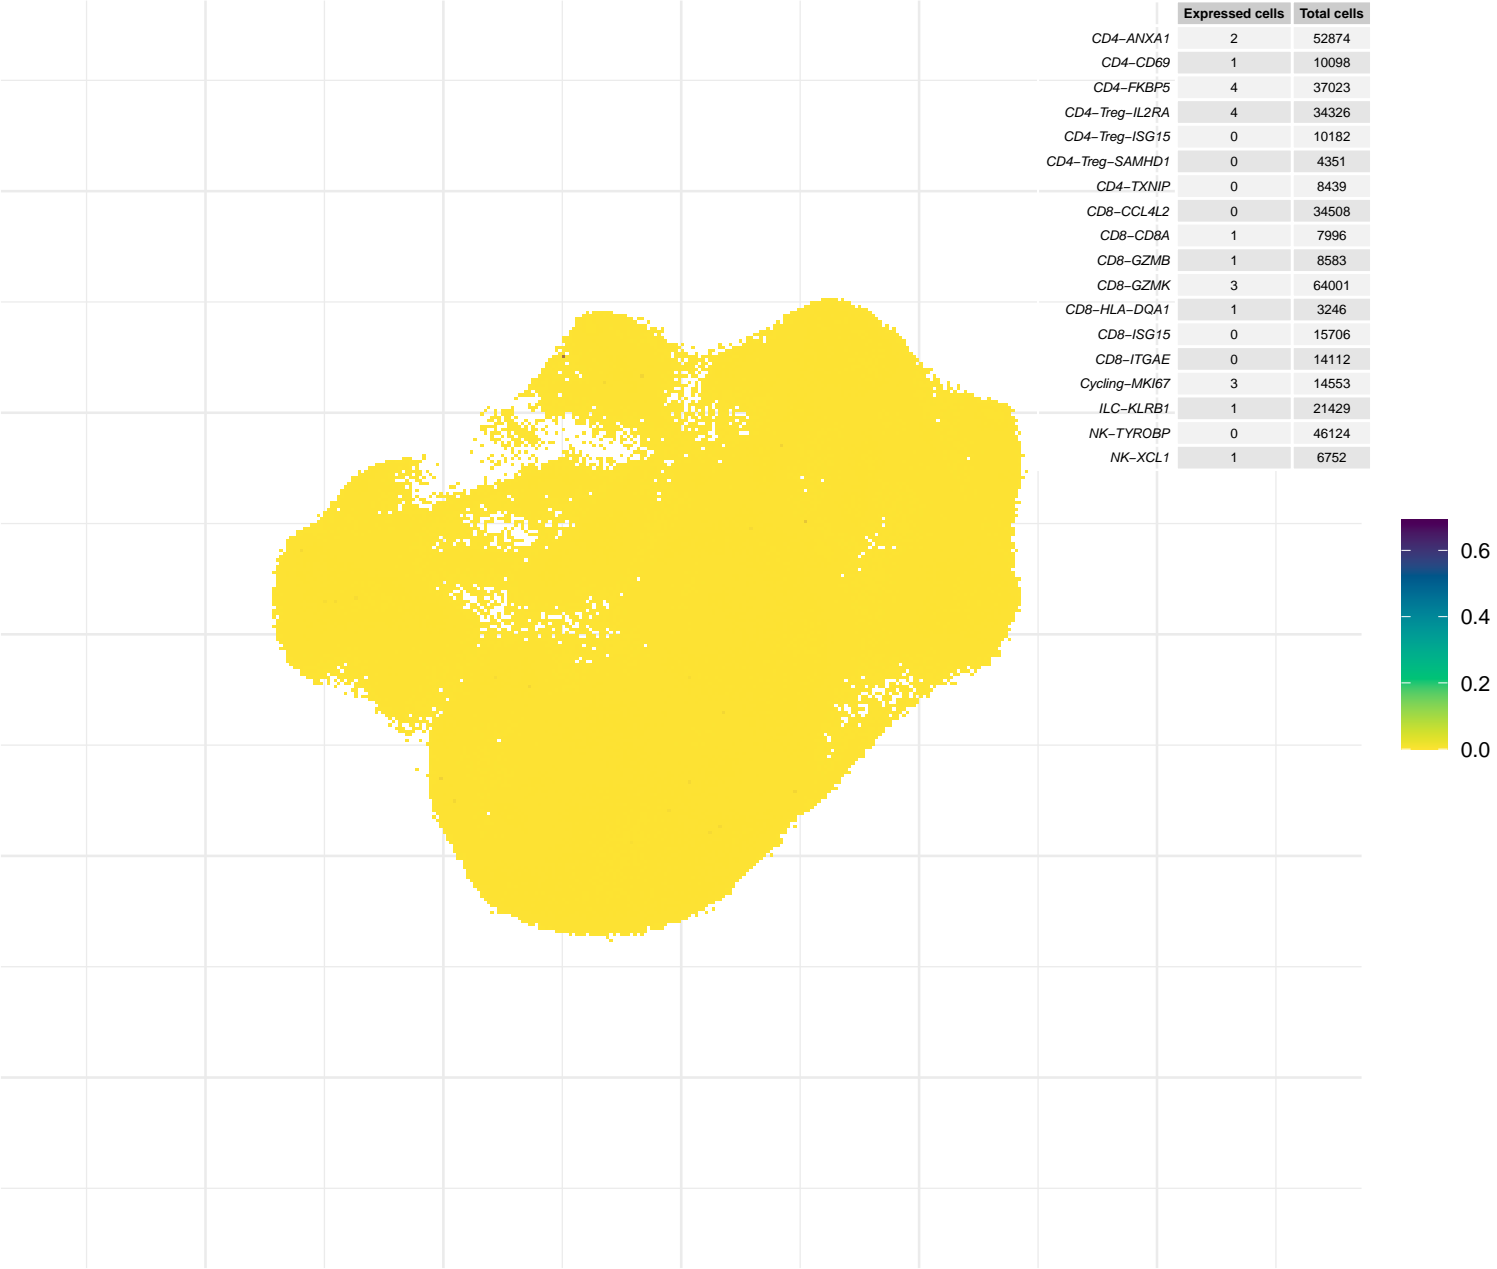 Expressed cells Total cells
CD4−ANXA1 2 52874
CD4−CD69 1 10098
CD4−FKBP5 4 37023
CD4−Treg−IL2RA 4 34326
CD4−Treg−ISG15 0 10182
CD4−Treg−SAMHD1 0 4351
CD4−TXNIP 0 8439
CD8−CCL4L2 0 34508
CD8−CD8A 1 7996
CD8−GZMB 1 8583
CD8−GZMK 3 64001
CD8−HLA−DQA1 1 3246
CD8−ISG15 0 15706
CD8−ITGAE 0 14112
Cycling−MKI67 3 14553
ILC−KLRB1 1 21429
NK−TYROBP 0 46124
NK−XCL1 1 6752
0.6
0.4
0.2
0.0